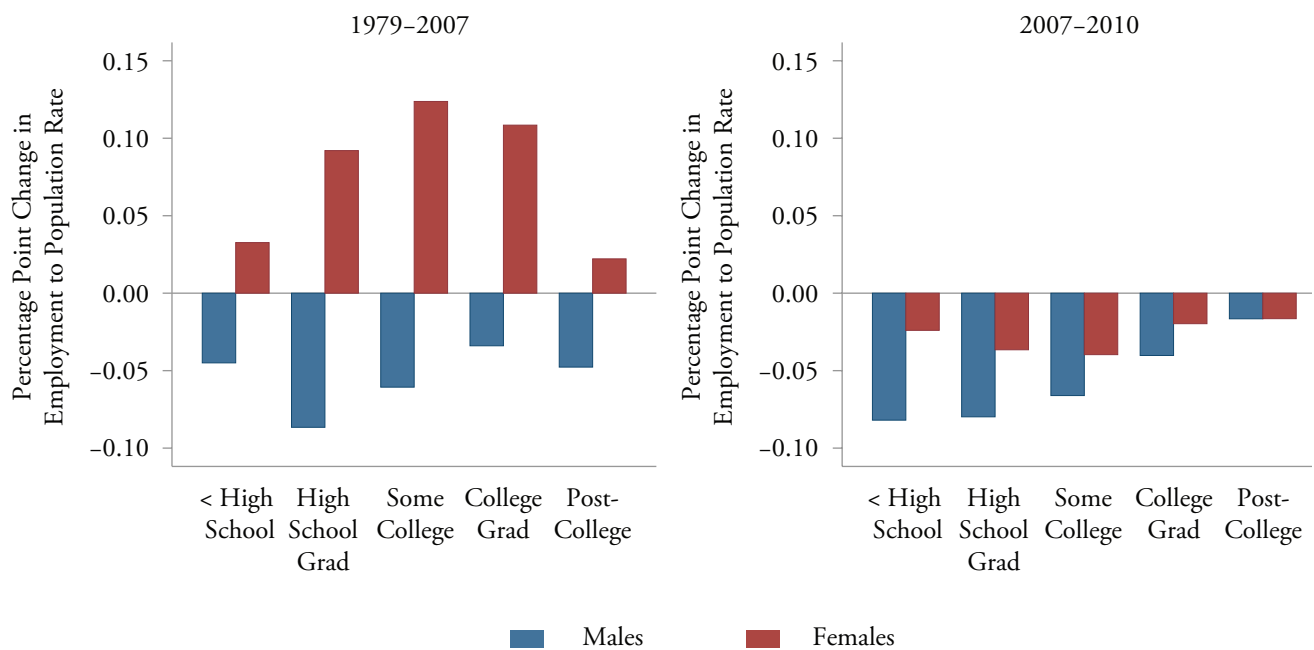 1979–2007
Percentage Point Change in
Employment to Population Rate
0.15
0.10
0.05
0.00
–0.05
–0.10
< High
School
High
School
Grad
Some
College
College
Grad
Post-
College
2007–2010
Percentage Point Change in
Employment to Population Rate
0.15
0.10
0.05
0.00
–0.05
–0.10
< High
School
High
School
Grad
Some
College
College
Grad
Post-
College
Males
Females